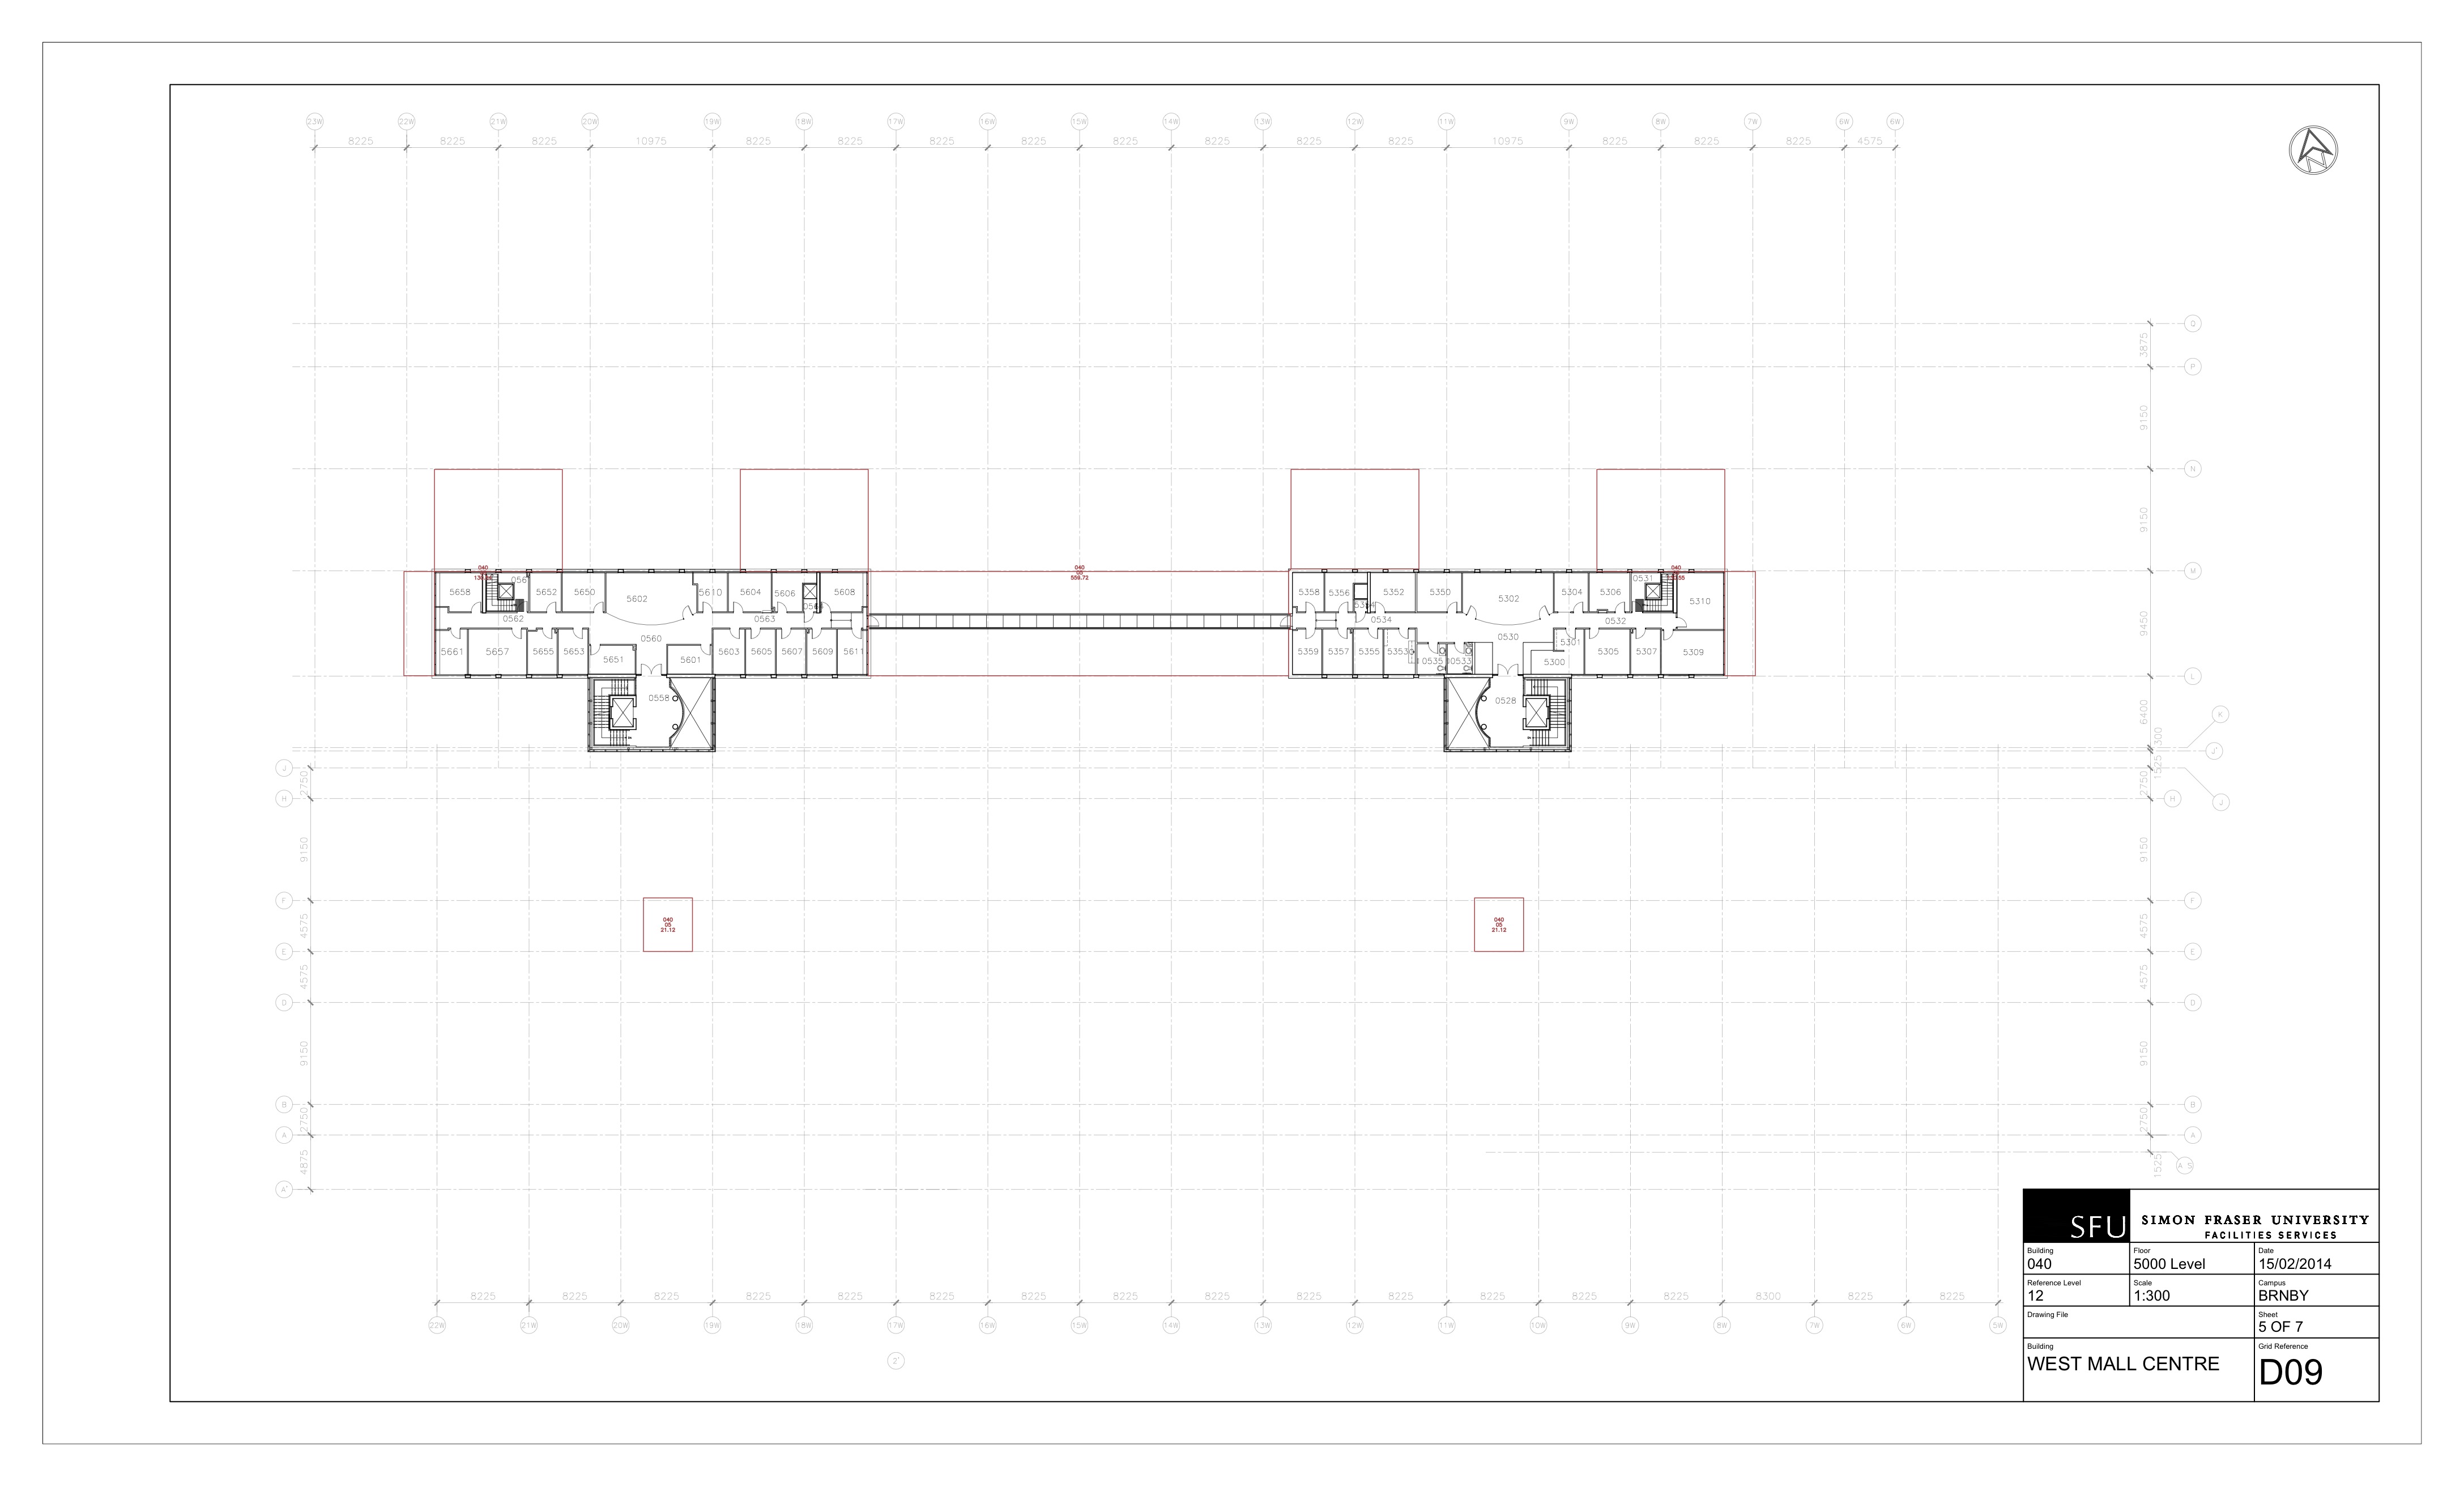 23W 22W 21W 20W 19W 18W 17W 16W 15W 14W 13W 12W 11W 9W 8W 7W 6W 6W
8225 8225 8225 10975 8225 8225 8225 8225 8225 8225 8225 8225 10975 8225 8225 8225 4575
N
Q
3875
P
9150
N
9150
040 040 040
05
559.72
M
5658 5652 5650 5602 5610 5604 5606 5608
5358 5356 5352 5350 5302 5304 5306 0531 5310
0562 0563 0534 0532
9450
0560 0530
5661 5657 5655 5653 5651 5601 5603 5605 5607 5609 5611
5359 5357 5355 5353 0535 0533 5301 5300 5305 5307 5309
L
0558 0528
6400
K
300
J'
1525
J
2750
2750
H
H
J
9150
9150
F
F
040
05
21.12
040
05
21.12
4575
4575
E
E
4575
4575
D
D
9150
9150
B
B
2750
2750
A
A
4875
1525
A.S
A'
8225 8225 8225 8225 8225 8225 8225 8225 8225 8225 8225 8225 8225 8225 8300 8225 8225
22W 21W 20W 19W 18W 17W 16W 15W 14W 13W 12W 11W 10W 9W 8W 7W 6W 5W
2'
SFU
SIMON FRASER UNIVERSITY
FACILITIES SERVICES
Building Floor Date
040 5000 Level 15/02/2014
Reference Level Scale Campus
12 1:300 BRNBY
Drawing File Sheet
5 OF 7
Building Grid Reference
WEST MALL CENTRE D09